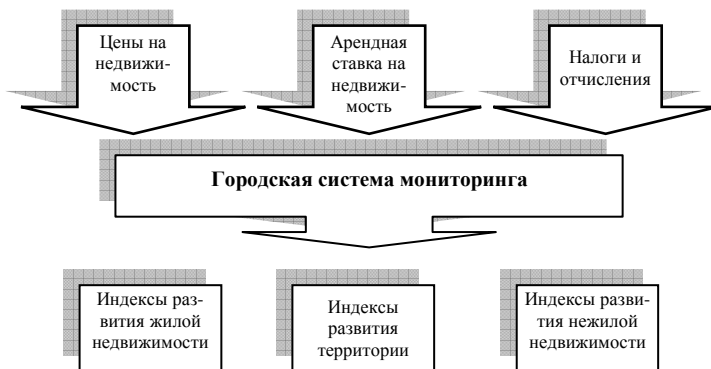 Цены на
недвижи-
мость
Арендная
ставка на
недвижи-
мость
Налоги и
отчисления
Городская система мониторинга
Индексы раз-
вития жилой
недвижимости
Индексы
развития
территории
Индексы разви-
тия нежилой
недвижимости